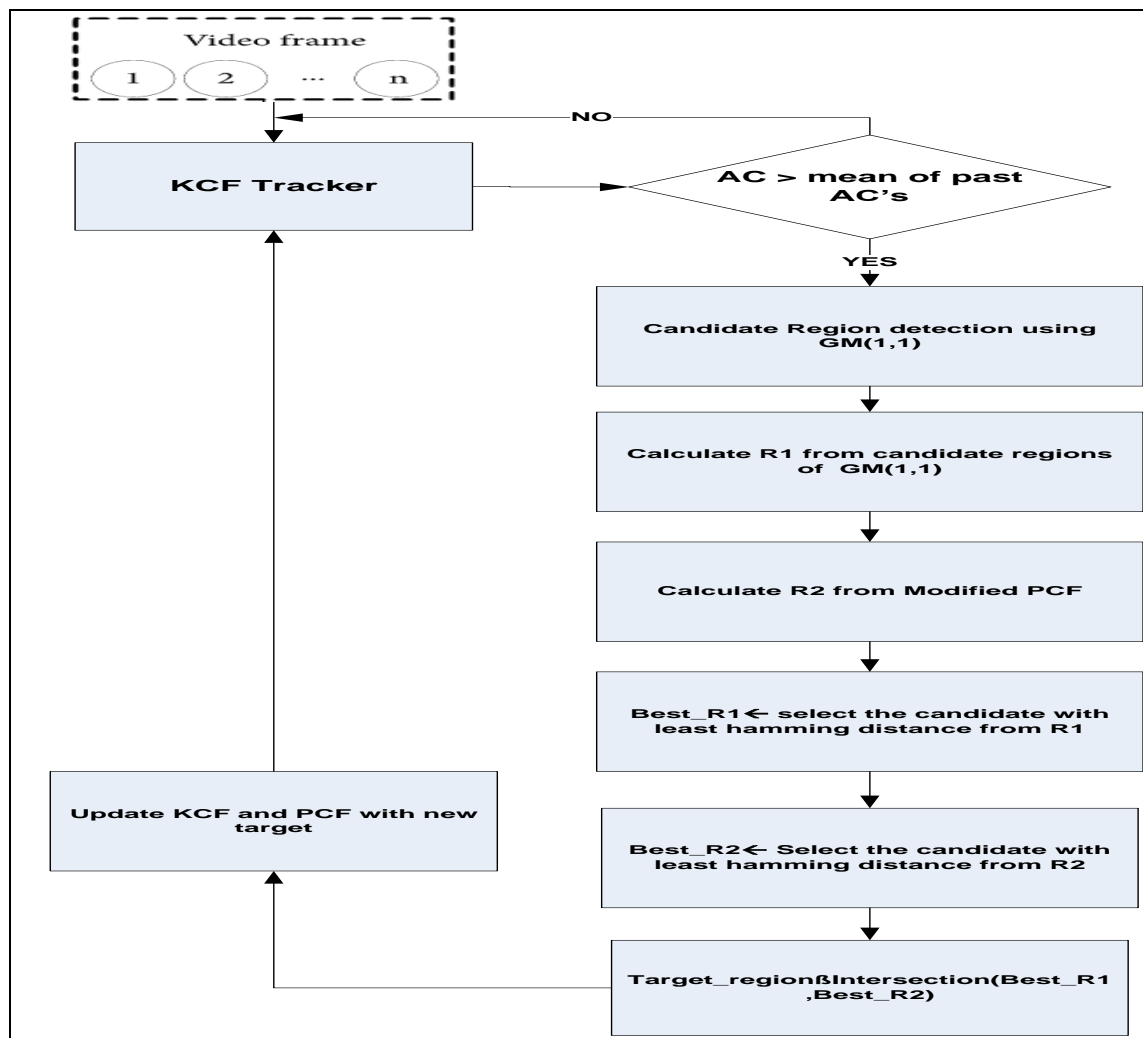 Video frame
1 2 ... n
NO
KCF Tracker
AC > mean of past
AC's
YES
Candidate Region detection using
GM(1,1)
Calculate R1 from candidate regions
of GM(1,1)
Calculate R2 from Modified PCF
Best_R1← select the candidate with
least hamming distance from R1
Update KCF and PCF with new
target
Best_R2← Select the candidate with
least hamming distance from R2
Target_regionßIntersection(Best_R1
,Best_R2)